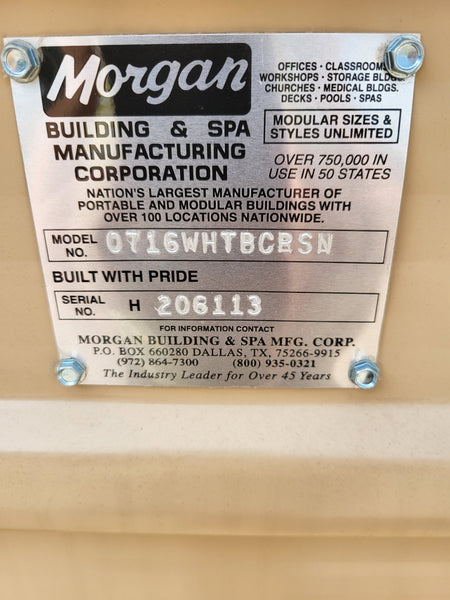 Morgan
OFFICES · CLASSROOMS
WORKSHOPS · STORAGE BLDGS.
CHURCHES · MEDICAL BLDGS.
DECKS · POOLS · SPAS
MODULAR SIZES &
STYLES UNLIMITED
BUILDING & SPA
MANUFACTURING
CORPORATION
OVER 750,000 IN
USE IN 50 STATES
NATION'S LARGEST MANUFACTURER OF
PORTABLE AND MODULAR BUILDINGS WITH
OVER 100 LOCATIONS NATIONWIDE.
MODEL NO. 0716WHTBCRSN
BUILT WITH PRIDE
SERIAL NO. H 206113
FOR INFORMATION CONTACT
MORGAN BUILDING & SPA MFG. CORP.
P.O. BOX 660280 DALLAS, TX, 75266-9915
(972) 864-7300 (800) 935-0321
The Industry Leader for Over 45 Years